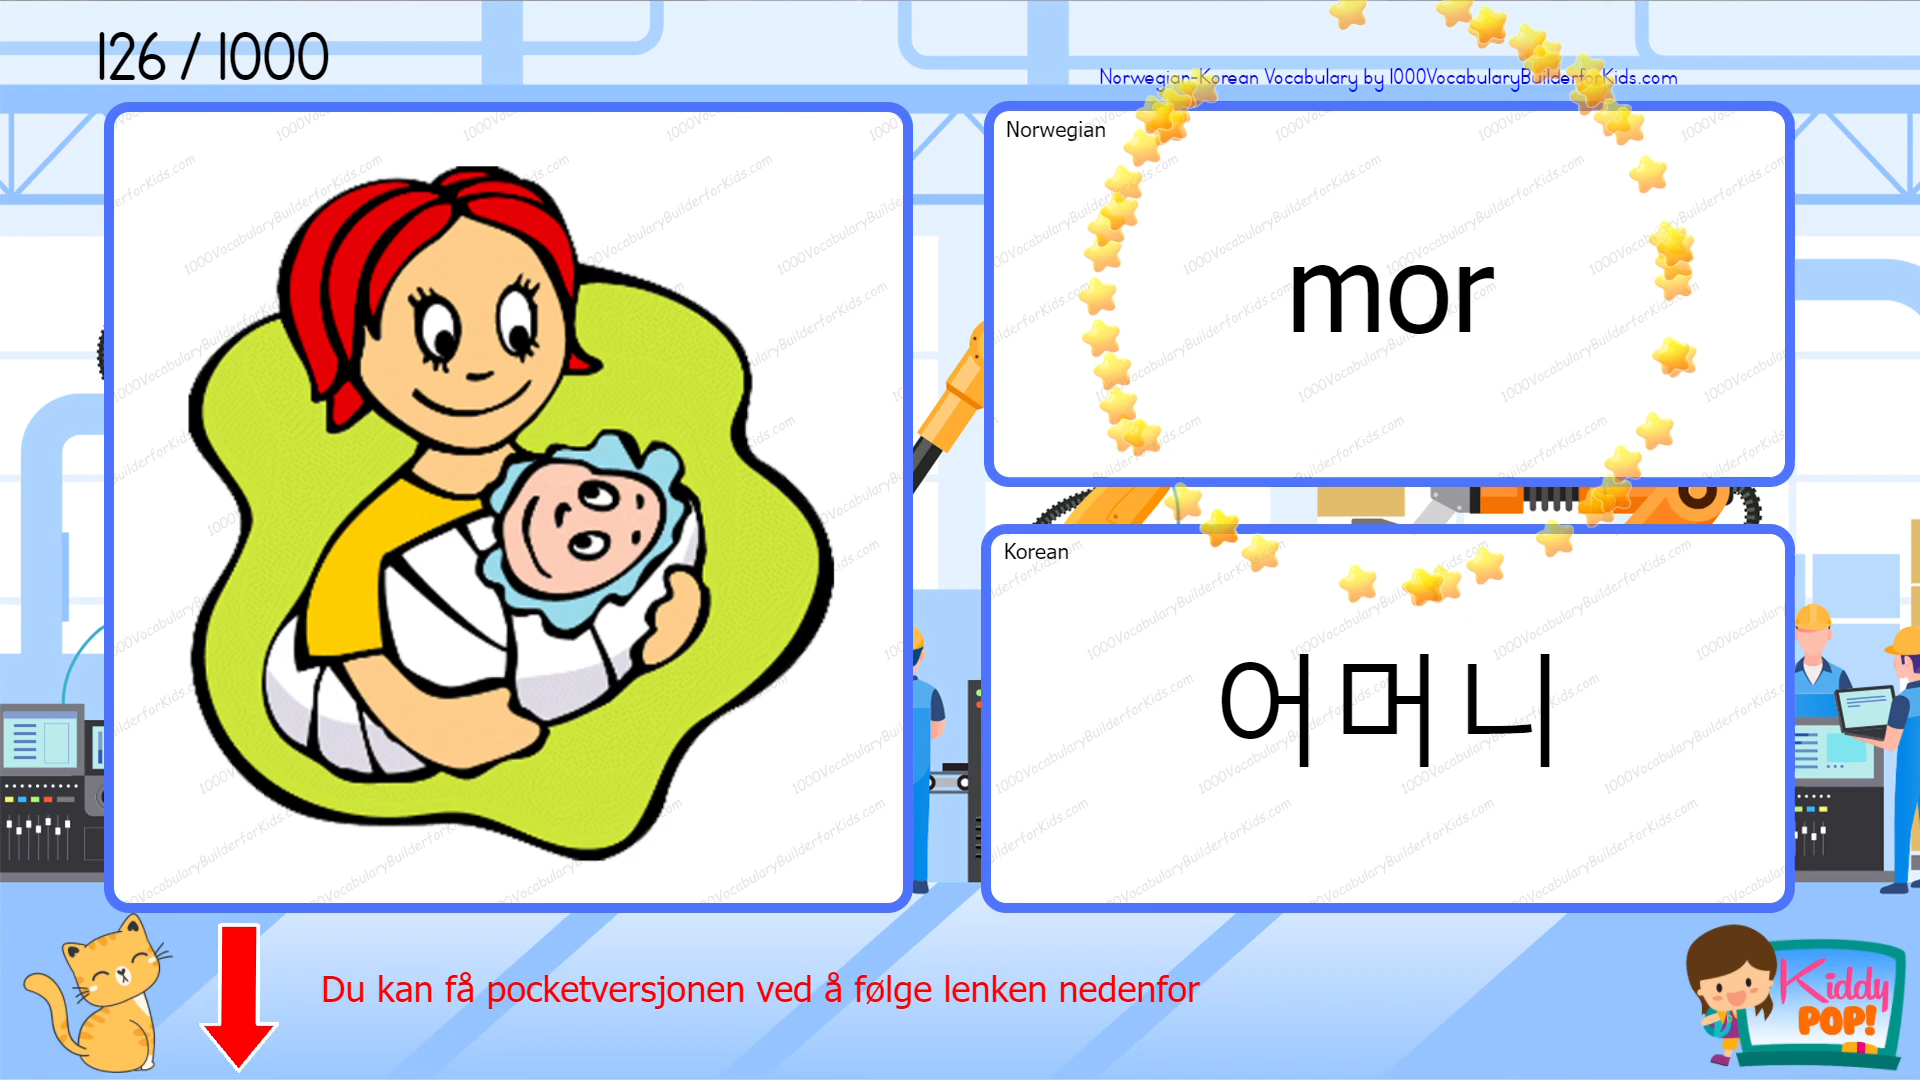 126 / 1000
Norwegian-Korean Vocabulary by 1000VocabularyBuilderforKids.com
Norwegian
mor
Korean
어머니
Du kan få pocketversjonen ved å følge lenken nedenfor
Kiddy
POP!